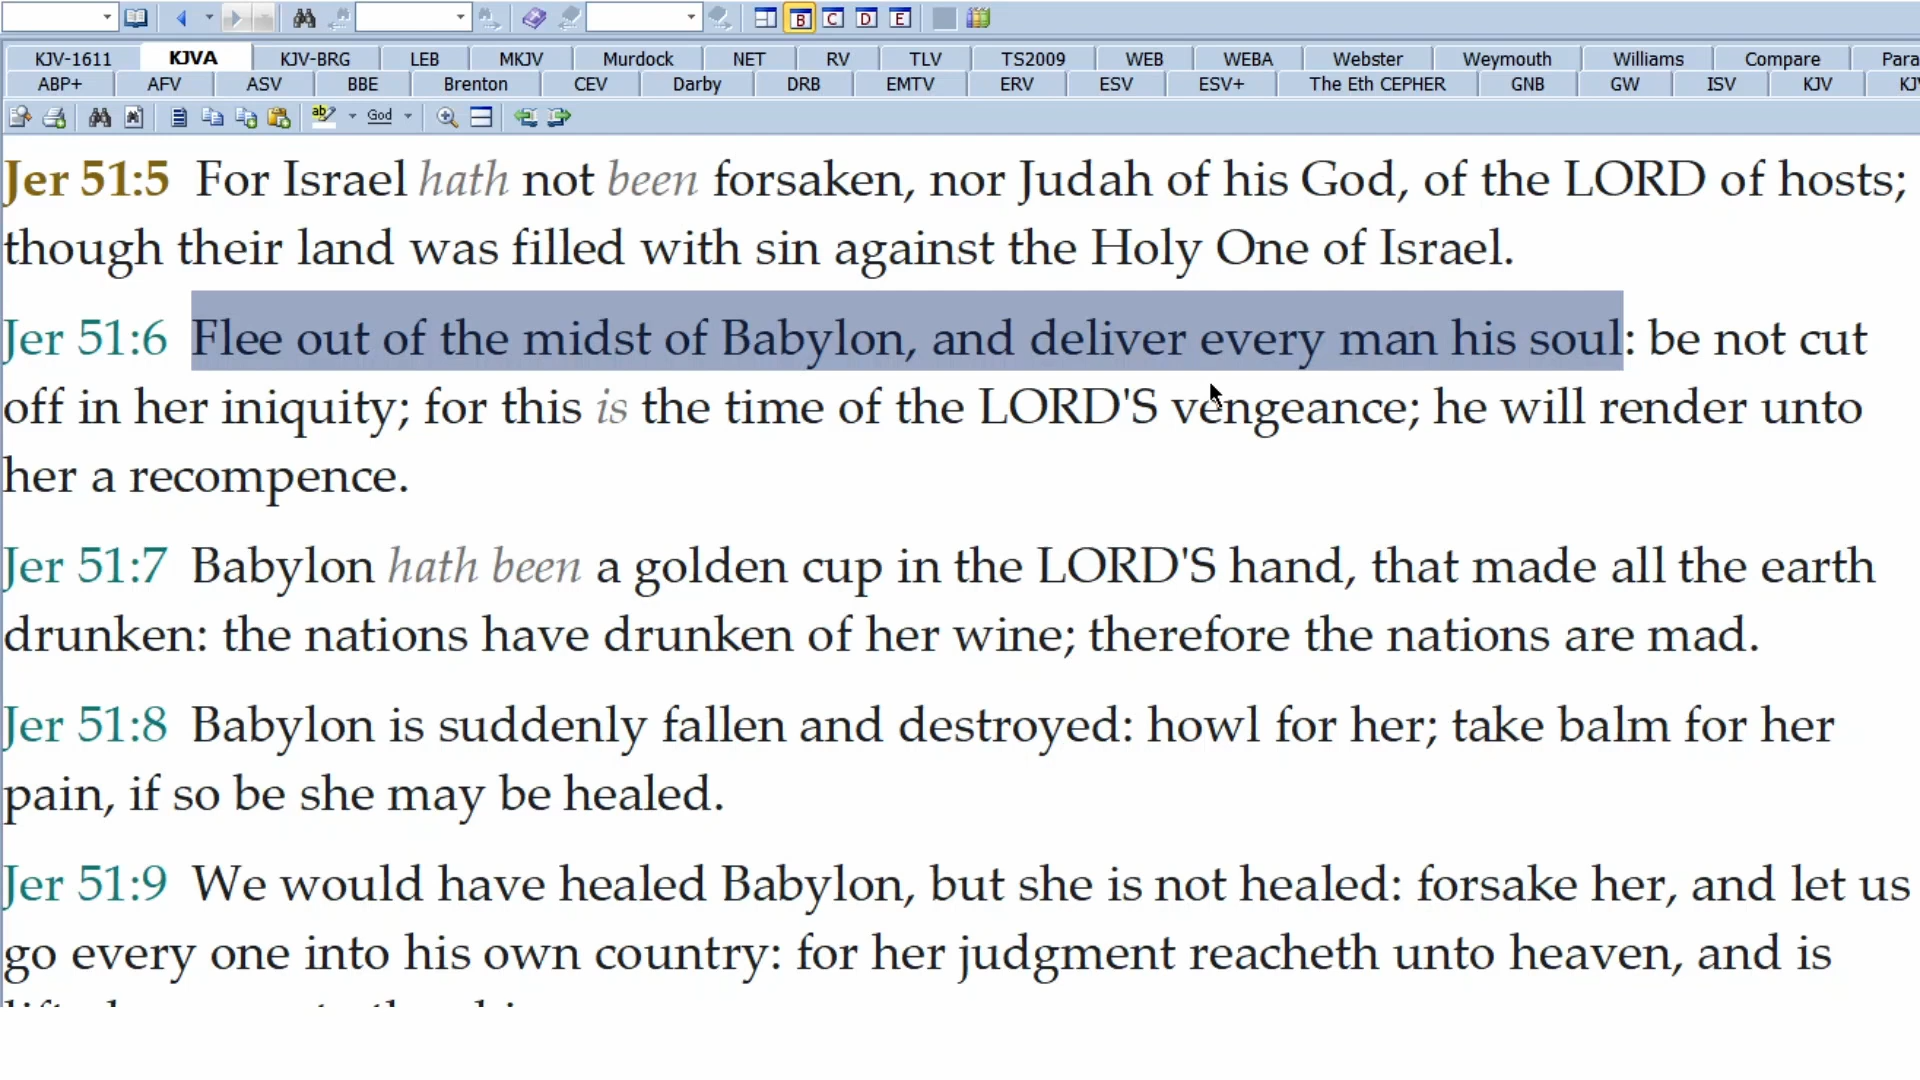 B C D E
KJV-1611 KJVA KJV-BRG LEB MKJV Murdock NET RV TLV TS2009 WEB WEBA Webster Weymouth Williams Compare Para
ABP+ AFV ASV BBE Brenton CEV Darby DRB EMTV ERV ESV ESV+ The Eth CEPHER GNB GW ISV KJV KJ
ab God
Jer 51:5 For Israel hath not been forsaken, nor Judah of his God, of the LORD of hosts;
though their land was filled with sin against the Holy One of Israel.
Jer 51:6 Flee out of the midst of Babylon, and deliver every man his soul: be not cut
off in her iniquity; for this is the time of the LORD'S vengeance; he will render unto
her a recompence.
Jer 51:7 Babylon hath been a golden cup in the LORD'S hand, that made all the earth
drunken: the nations have drunken of her wine; therefore the nations are mad.
Jer 51:8 Babylon is suddenly fallen and destroyed: howl for her; take balm for her
pain, if so be she may be healed.
Jer 51:9 We would have healed Babylon, but she is not healed: forsake her, and let us
go every one into his own country: for her judgment reacheth unto heaven, and is